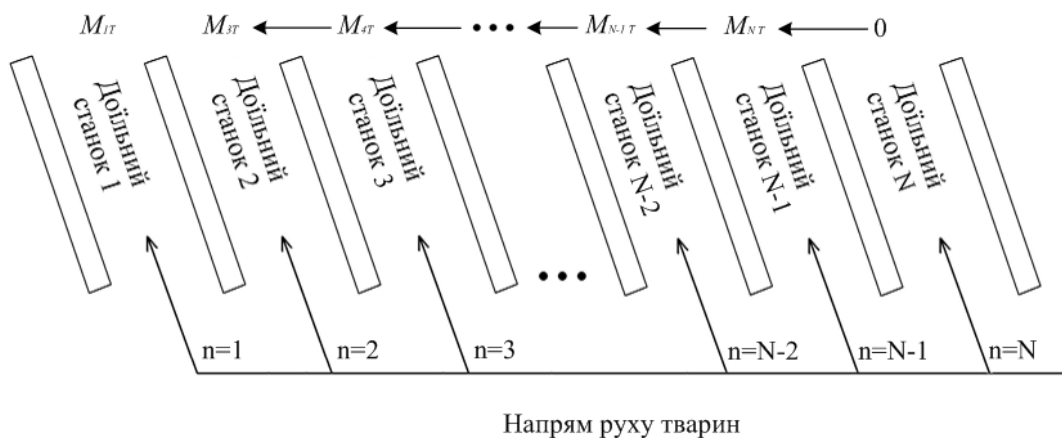 M1T M3T M4T ••• MN-1 T MN T 0
Доїльний
станок 1
Доїльний
станок 2
Доїльний
станок 3
Доїльний
станок N-2
Доїльний
станок N-1
Доїльний
станок N
•••
n=1 n=2 n=3 n=N-2 n=N-1 n=N
Напрям руху тварин